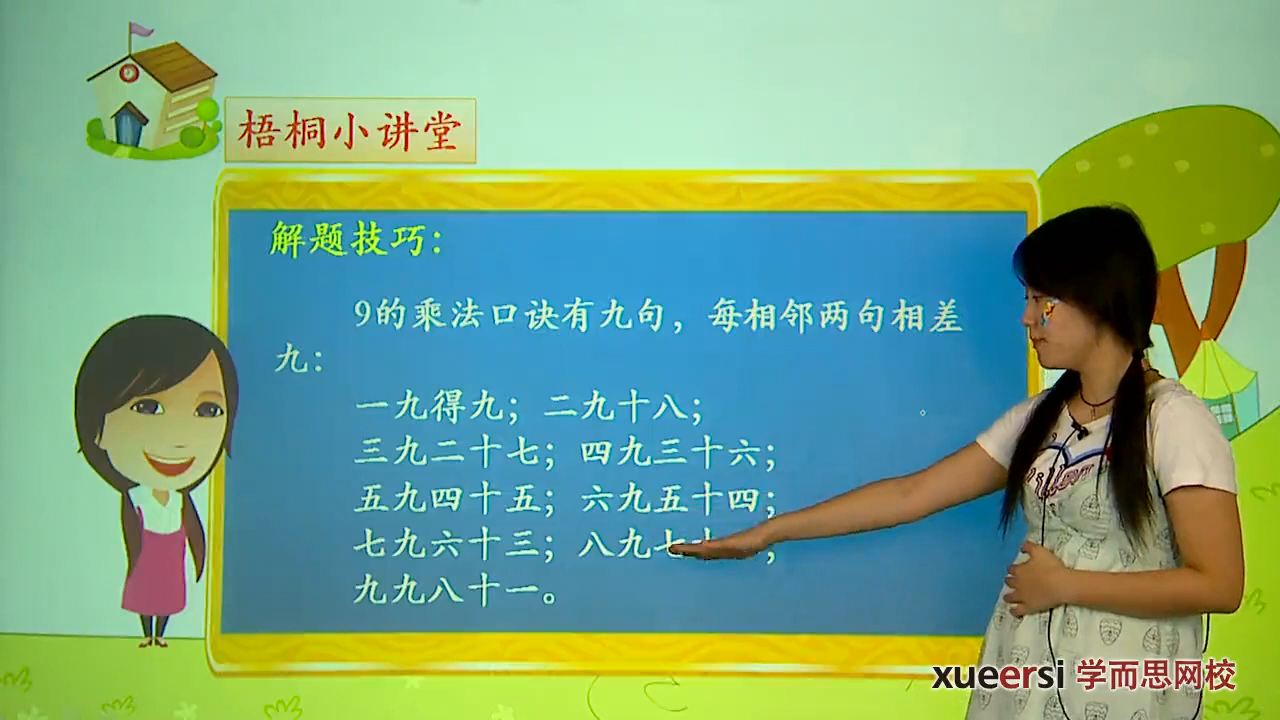 梧桐小讲堂
解题技巧:
9的乘法口诀有九句,每相邻两句相差
九:
一九得九;二九十八;
三九二十七;四九三十六;
五九四十五;六九五十四;
七九六十三;八九七十 ;
九九八十一。
xueersi 学而思网校